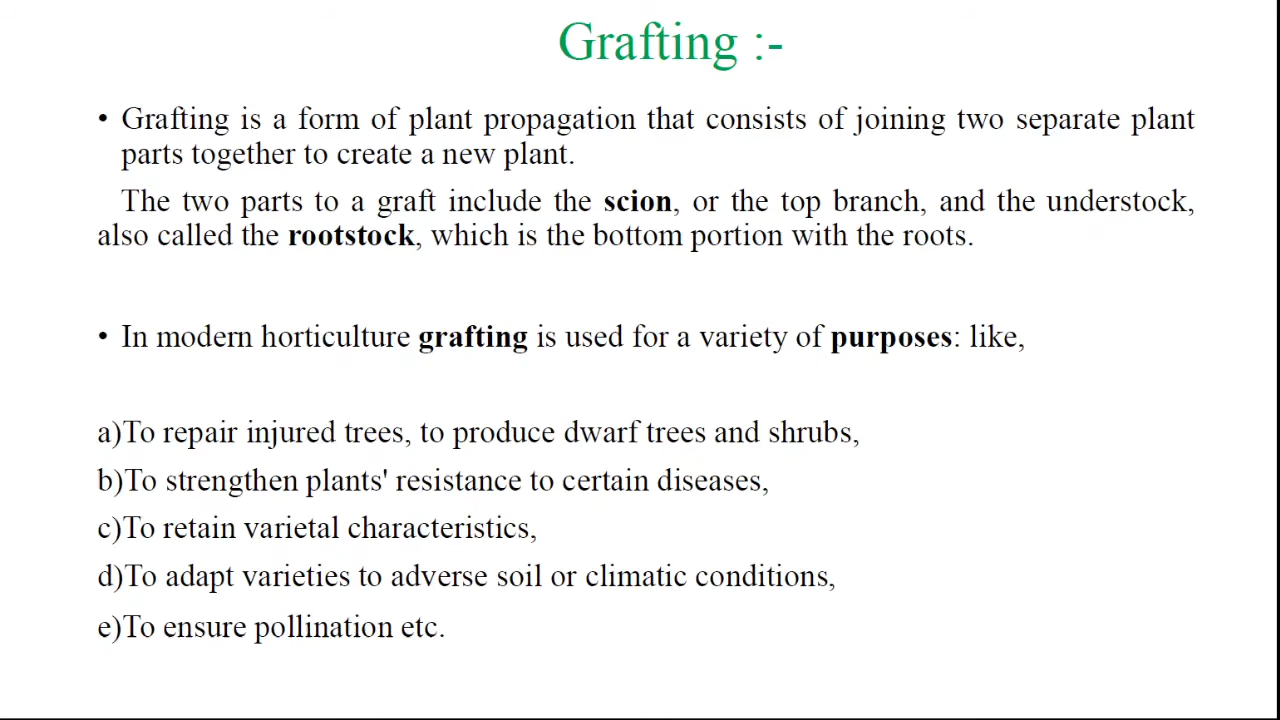 Grafting :-
• Grafting is a form of plant propagation that consists of joining two separate plant
parts together to create a new plant.
The two parts to a graft include the scion, or the top branch, and the understock,
also called the rootstock, which is the bottom portion with the roots.
• In modern horticulture grafting is used for a variety of purposes: like,
a)To repair injured trees, to produce dwarf trees and shrubs,
b)To strengthen plants' resistance to certain diseases,
c)To retain varietal characteristics,
d)To adapt varieties to adverse soil or climatic conditions,
e)To ensure pollination etc.